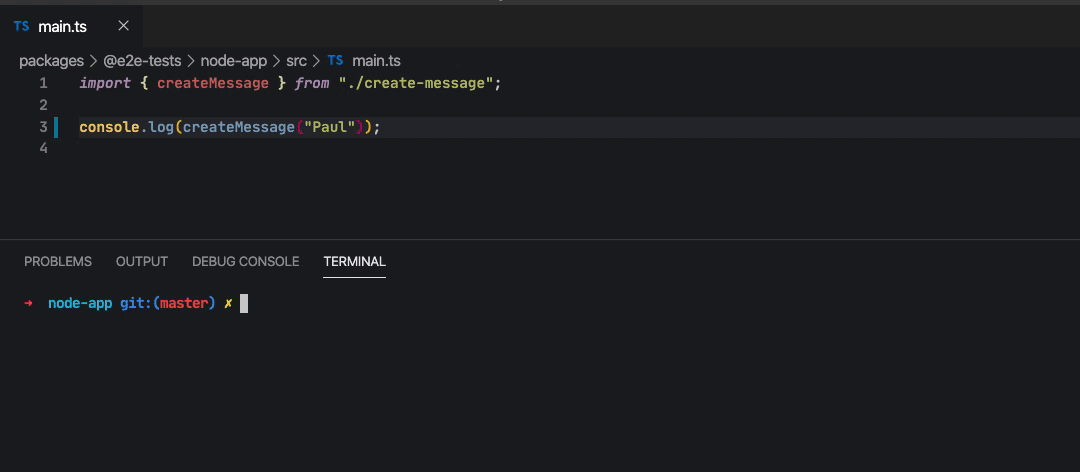 TS main.ts ×
packages > @e2e-tests > node-app > src > TS main.ts
1 import { createMessage } from "./create-message";
2
3 console.log(createMessage("Paul"));
4
PROBLEMS OUTPUT DEBUG CONSOLE TERMINAL
→ node-app git:(master) ✗